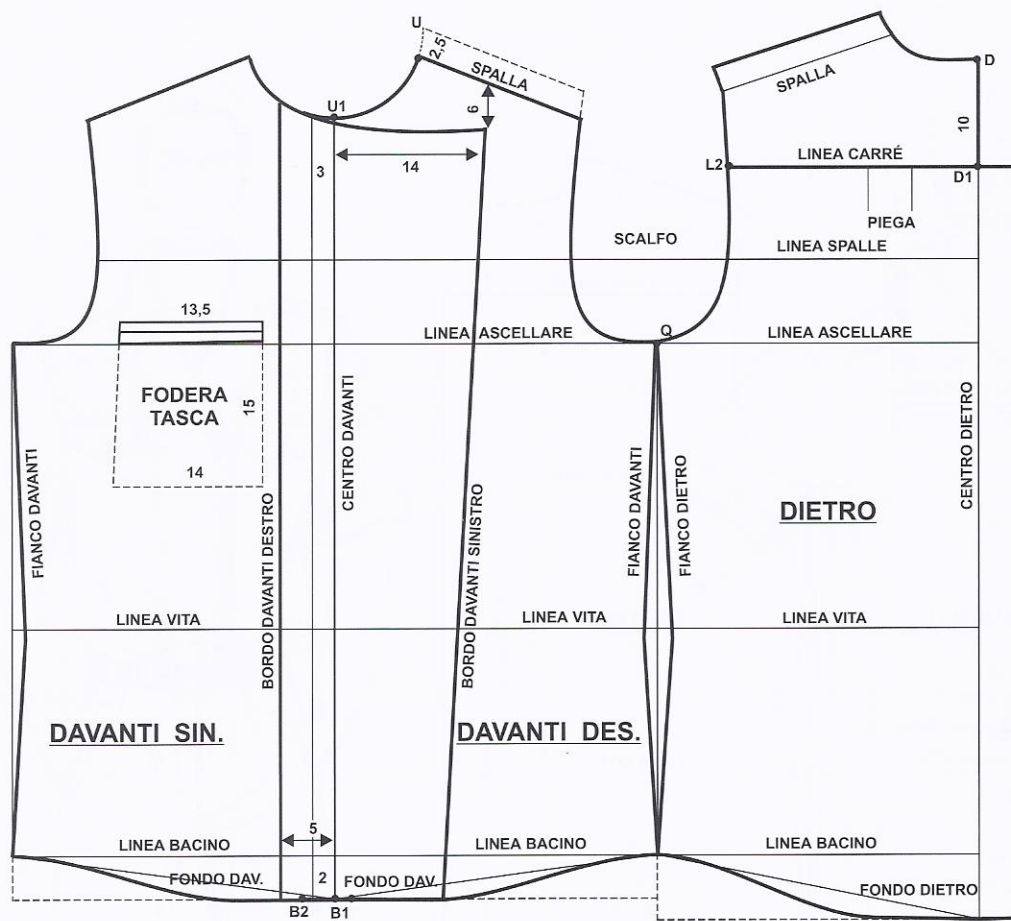 U
2,5
SPALLA
U1
6
3
14
SPALLA
D
10
LINEA CARRÉ
L2
D1
PIEGA
SCALFO
LINEA SPALLE
13,5
LINEA ASCELLARE
Q
LINEA ASCELLARE
FODERA
TASCA
15
14
FIANCO DAVANTI
BORDO DAVANTI DESTRO
CENTRO DAVANTI
BORDO DAVANTI SINISTRO
FIANCO DAVANTI
FIANCO DIETRO
DIETRO
CENTRO DIETRO
LINEA VITA
LINEA VITA
LINEA VITA
DAVANTI SIN.
DAVANTI DES.
5
LINEA BACINO
LINEA BACINO
LINEA BACINO
FONDO DAV.
2
FONDO DAV.
FONDO DIETRO
B2
B1